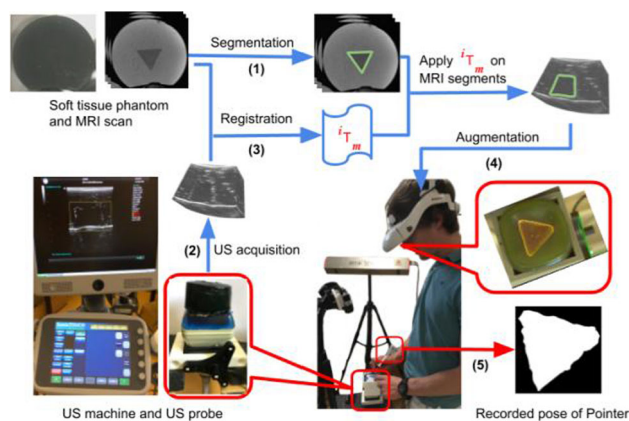 Segmentation
(1)
Apply iTm on
MRI segments
Soft tissue phantom
and MRI scan
Registration
(3)
iTm
Augmentation
(4)
(2)
US acquisition
(5)
US machine and US probe
Recorded pose of Pointer